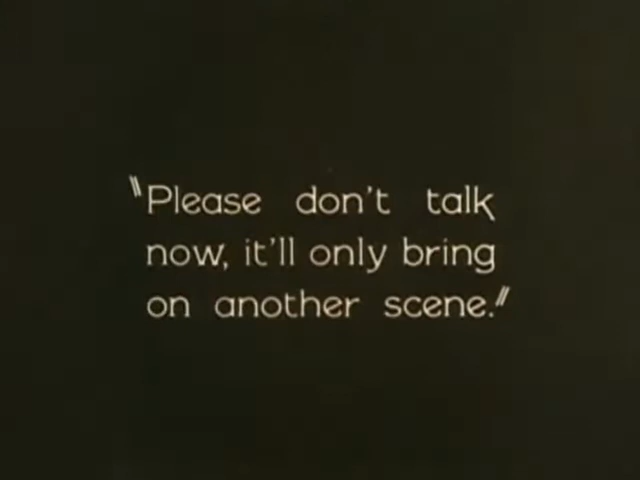 "Please don't talk
now, it'll only bring
on another scene."